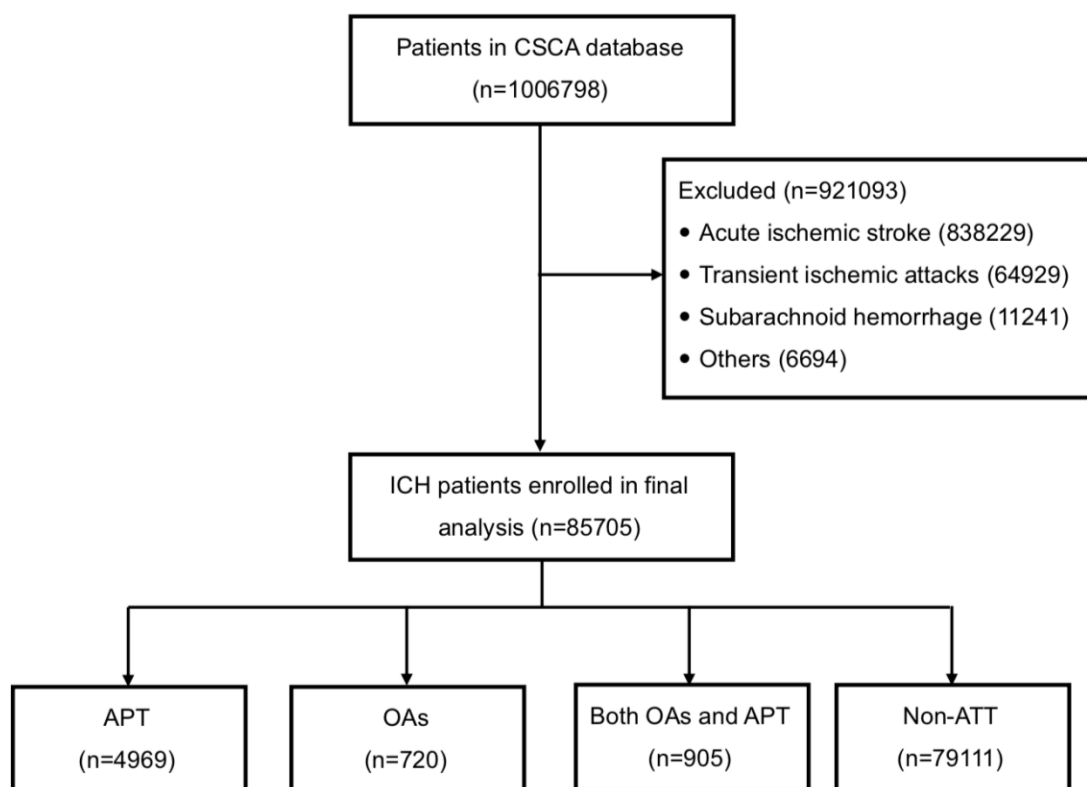 Patients in CSCA database
(n=1006798)
Excluded (n=921093)
• Acute ischemic stroke (838229)
• Transient ischemic attacks (64929)
• Subarachnoid hemorrhage (11241)
• Others (6694)
ICH patients enrolled in final
analysis (n=85705)
APT
(n=4969)
OAs
(n=720)
Both OAs and APT
(n=905)
Non-ATT
(n=79111)